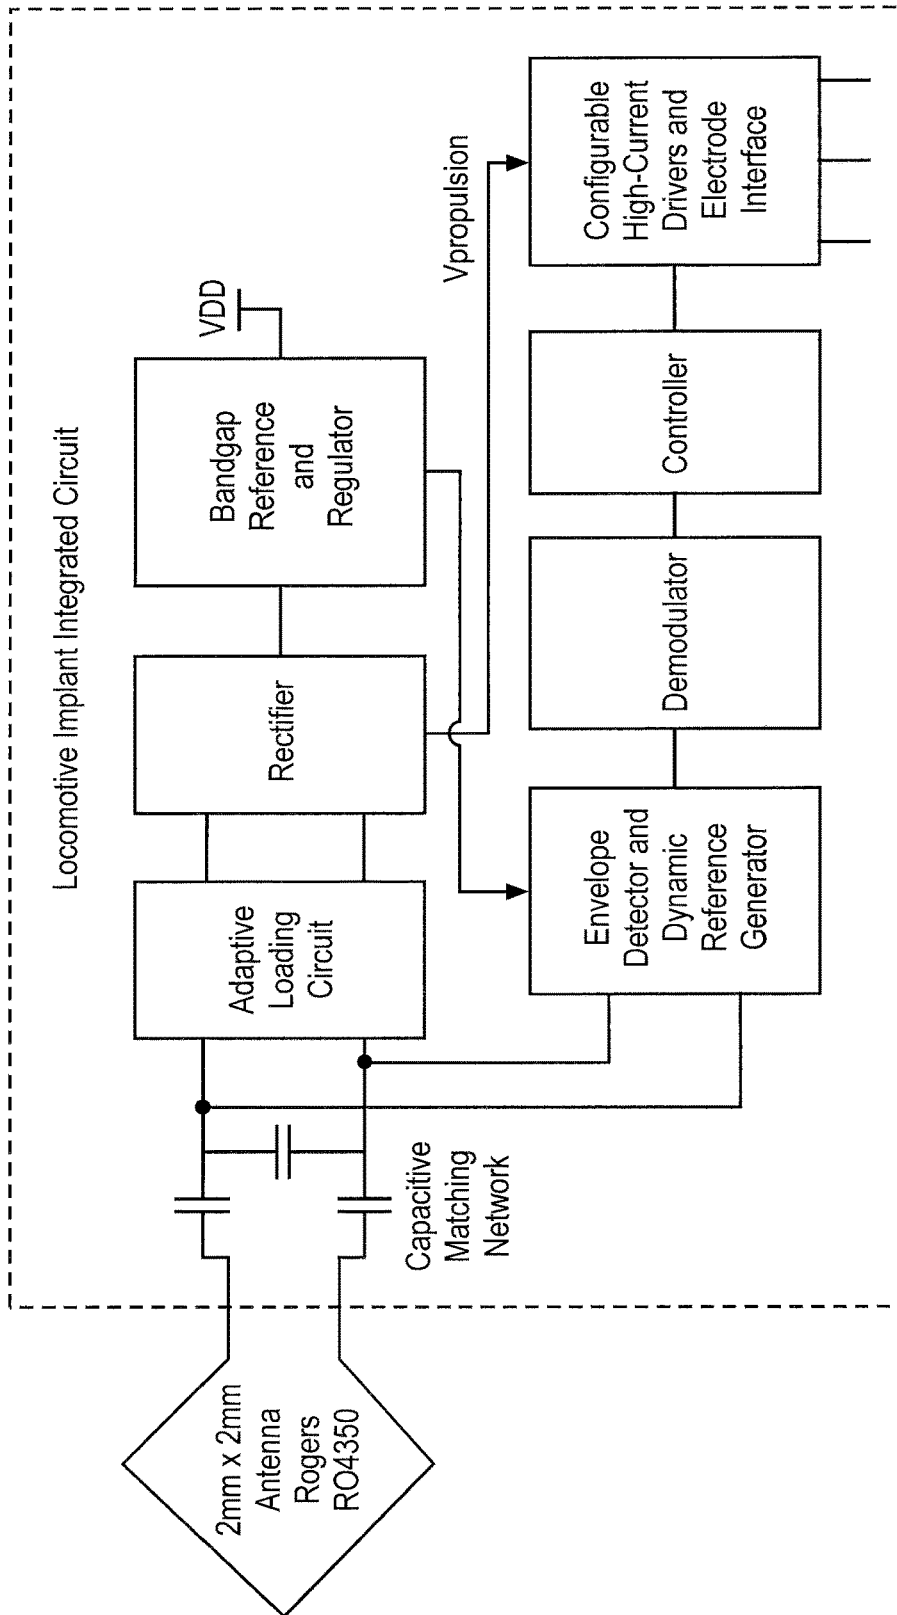 Locomotive Implant Integrated Circuit
2mm x 2mm
Antenna
Rogers
RO4350
Capacitive
Matching
Network
Adaptive
Loading
Circuit
Rectifier
Bandgap
Reference
and
Regulator
VDD
Vpropulsion
Envelope
Detector and
Dynamic
Reference
Generator
Demodulator
Controller
Configurable
High-Current
Drivers and
Electrode
Interface